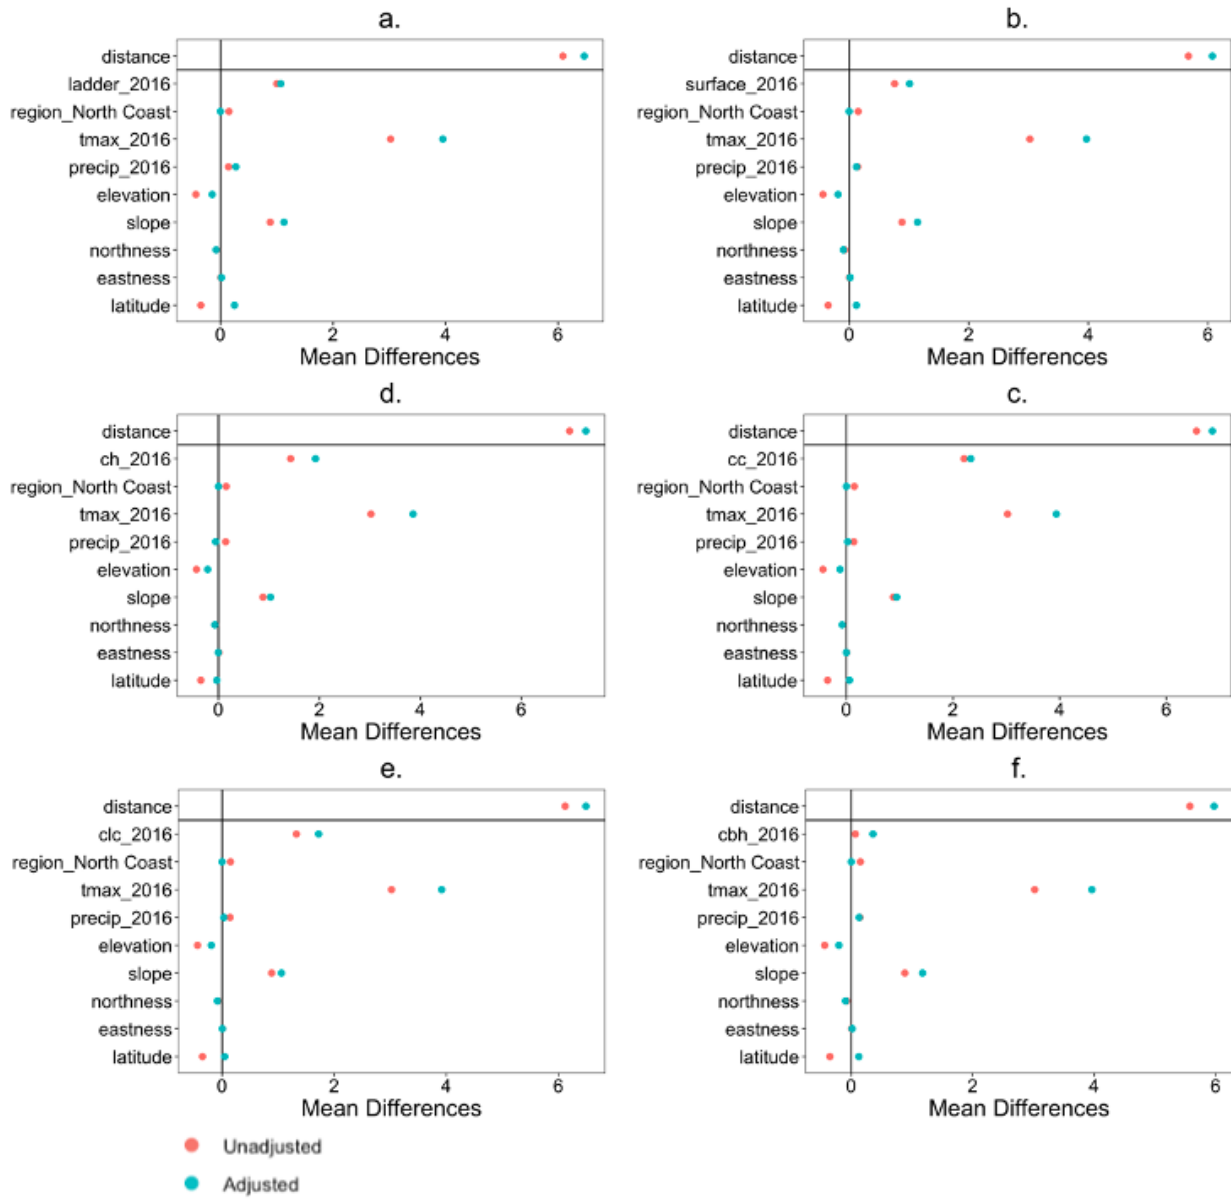 a.
distance
ladder_2016
region_North Coast
tmax_2016
precip_2016
elevation
slope
northness
eastness
latitude
0 2 4 6
Mean Differences
b.
distance
surface_2016
region_North Coast
tmax_2016
precip_2016
elevation
slope
northness
eastness
latitude
0 2 4 6
Mean Differences
d.
distance
ch_2016
region_North Coast
tmax_2016
precip_2016
elevation
slope
northness
eastness
latitude
0 2 4 6
Mean Differences
c.
distance
cc_2016
region_North Coast
tmax_2016
precip_2016
elevation
slope
northness
eastness
latitude
0 2 4 6
Mean Differences
e.
distance
clc_2016
region_North Coast
tmax_2016
precip_2016
elevation
slope
northness
eastness
latitude
0 2 4 6
Mean Differences
f.
distance
cbh_2016
region_North Coast
tmax_2016
precip_2016
elevation
slope
northness
eastness
latitude
0 2 4 6
Mean Differences
Unadjusted
Adjusted